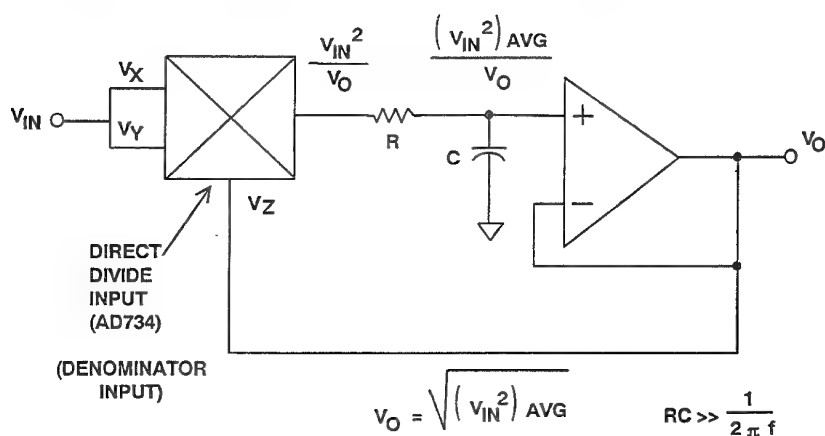 V_IN^2 / V_O
(V_IN^2) AVG / V_O
V_X
V_IN
V_Y
R
C
+
−
V_O
V_Z
DIRECT
DIVIDE
INPUT
(AD734)
(DENOMINATOR
INPUT)
V_O = √(V_IN^2) AVG
RC >> 1 / 2 π f